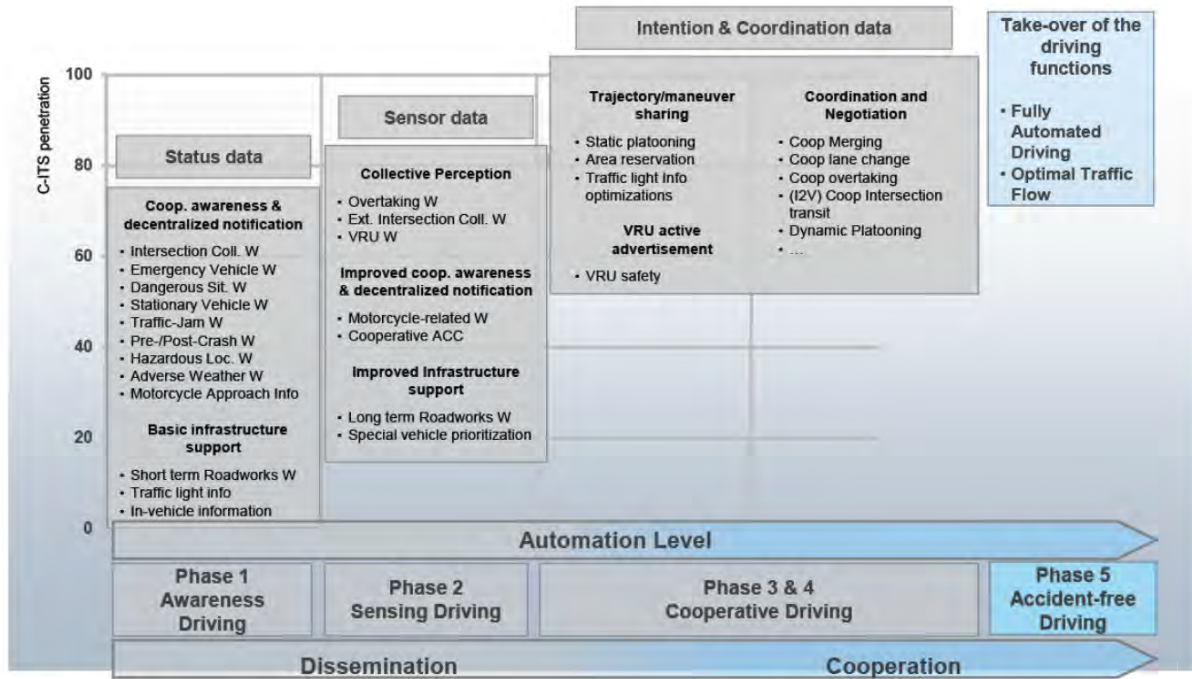 Intention & Coordination data
Take-over of the
driving
functions
• Fully
Automated
Driving
• Optimal Traffic
Flow
C-ITS penetration
100
80
60
40
20
0
Status data
Coop. awareness &
decentralized notification
• Intersection Coll. W
• Emergency Vehicle W
• Dangerous Sit. W
• Stationary Vehicle W
• Traffic-Jam W
• Pre-/Post-Crash W
• Hazardous Loc. W
• Adverse Weather W
• Motorcycle Approach Info
Basic infrastructure
support
• Short term Roadworks W
• Traffic light info
• In-vehicle information
Sensor data
Collective Perception
• Overtaking W
• Ext. Intersection Coll. W
• VRU W
Improved coop. awareness
& decentralized notification
• Motorcycle-related W
• Cooperative ACC
Improved Infrastructure
support
• Long term Roadworks W
• Special vehicle prioritization
Trajectory/maneuver
sharing
• Static platooning
• Area reservation
• Traffic light Info
optimizations
VRU active
advertisement
• VRU safety
Coordination and
Negotiation
• Coop Merging
• Coop lane change
• Coop overtaking
• (I2V) Coop Intersection
transit
• Dynamic Platooning
• ...
Automation Level
Phase 1
Awareness
Driving
Phase 2
Sensing Driving
Phase 3 & 4
Cooperative Driving
Phase 5
Accident-free
Driving
Dissemination
Cooperation